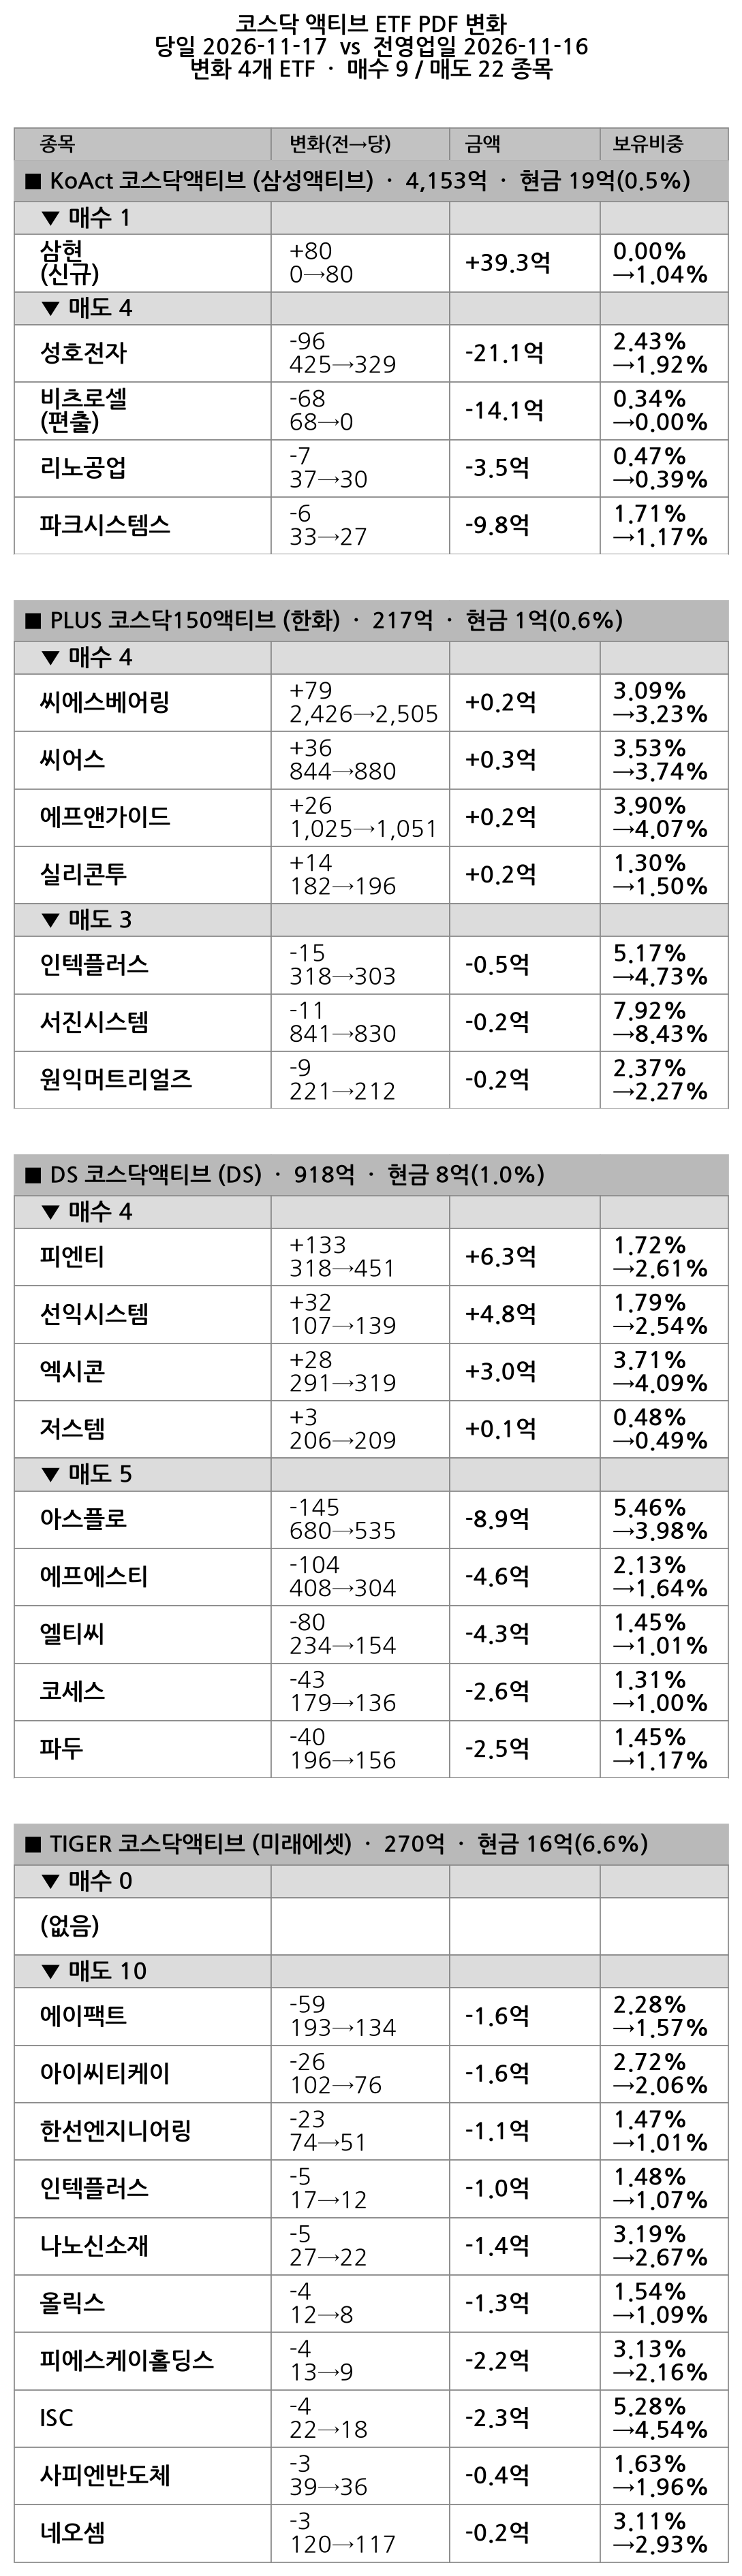 코스닥 액티브 ETF PDF 변화
당일 2026-11-17 vs 전영업일 2026-11-16
변화 4개 ETF · 매수 9 / 매도 22 종목
종목 변화(전→당) 금액 보유비중
■ KoAct 코스닥액티브 (삼성액티브) · 4,153억 · 현금 19억(0.5%)
▼ 매수 1
삼현 (신규) +80 0→80 +39.3억 0.00% →1.04%
▼ 매도 4
성호전자 -96 425→329 -21.1억 2.43% →1.92%
비츠로셀 (편출) -68 68→0 -14.1억 0.34% →0.00%
리노공업 -7 37→30 -3.5억 0.47% →0.39%
파크시스템스 -6 33→27 -9.8억 1.71% →1.17%
■ PLUS 코스닥150액티브 (한화) · 217억 · 현금 1억(0.6%)
▼ 매수 4
씨에스베어링 +79 2,426→2,505 +0.2억 3.09% →3.23%
씨어스 +36 844→880 +0.3억 3.53% →3.74%
에프앤가이드 +26 1,025→1,051 +0.2억 3.90% →4.07%
실리콘투 +14 182→196 +0.2억 1.30% →1.50%
▼ 매도 3
인텍플러스 -15 318→303 -0.5억 5.17% →4.73%
서진시스템 -11 841→830 -0.2억 7.92% →8.43%
원익머트리얼즈 -9 221→212 -0.2억 2.37% →2.27%
■ DS 코스닥액티브 (DS) · 918억 · 현금 8억(1.0%)
▼ 매수 4
피엔티 +133 318→451 +6.3억 1.72% →2.61%
선익시스템 +32 107→139 +4.8억 1.79% →2.54%
엑시콘 +28 291→319 +3.0억 3.71% →4.09%
저스템 +3 206→209 +0.1억 0.48% →0.49%
▼ 매도 5
아스플로 -145 680→535 -8.9억 5.46% →3.98%
에프에스티 -104 408→304 -4.6억 2.13% →1.64%
엘티씨 -80 234→154 -4.3억 1.45% →1.01%
코세스 -43 179→136 -2.6억 1.31% →1.00%
파두 -40 196→156 -2.5억 1.45% →1.17%
■ TIGER 코스닥액티브 (미래에셋) · 270억 · 현금 16억(6.6%)
▼ 매수 0
(없음)
▼ 매도 10
에이팩트 -59 193→134 -1.6억 2.28% →1.57%
아이씨티케이 -26 102→76 -1.6억 2.72% →2.06%
한선엔지니어링 -23 74→51 -1.1억 1.47% →1.01%
인텍플러스 -5 17→12 -1.0억 1.48% →1.07%
나노신소재 -5 27→22 -1.4억 3.19% →2.67%
올릭스 -4 12→8 -1.3억 1.54% →1.09%
피에스케이홀딩스 -4 13→9 -2.2억 3.13% →2.16%
ISC -4 22→18 -2.3억 5.28% →4.54%
사피엔반도체 -3 39→36 -0.4억 1.63% →1.96%
네오셈 -3 120→117 -0.2억 3.11% →2.93%